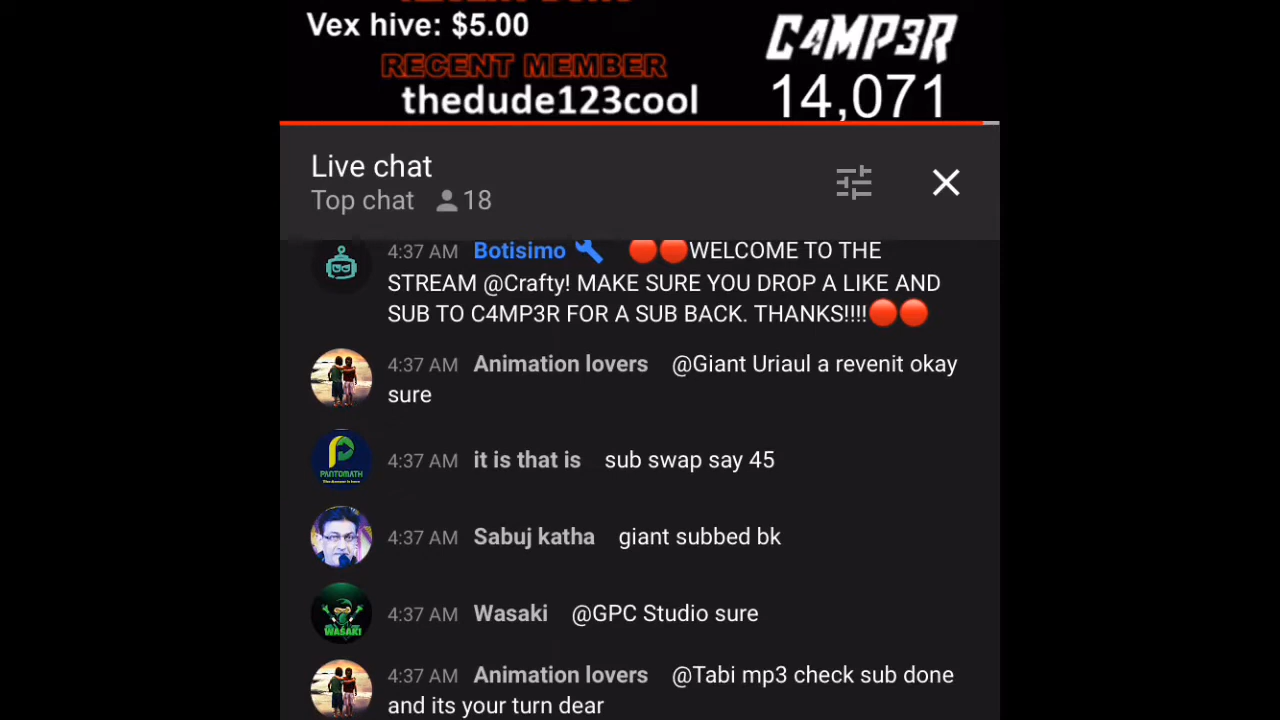 Vex hive: $5.00
RECENT MEMBER
thedude123cool
C4MP3R
14,071
Live chat
Top chat 18
4:37 AM Botisimo 🔴🔴WELCOME TO THE
STREAM @Crafty! MAKE SURE YOU DROP A LIKE AND
SUB TO C4MP3R FOR A SUB BACK. THANKS!!!!🔴🔴
4:37 AM Animation lovers @Giant Uriaul a revenit okay
sure
PANTOMATH
4:37 AM it is that is sub swap say 45
4:37 AM Sabuj katha giant subbed bk
WASAKI
4:37 AM Wasaki @GPC Studio sure
4:37 AM Animation lovers @Tabi mp3 check sub done
and its your turn dear